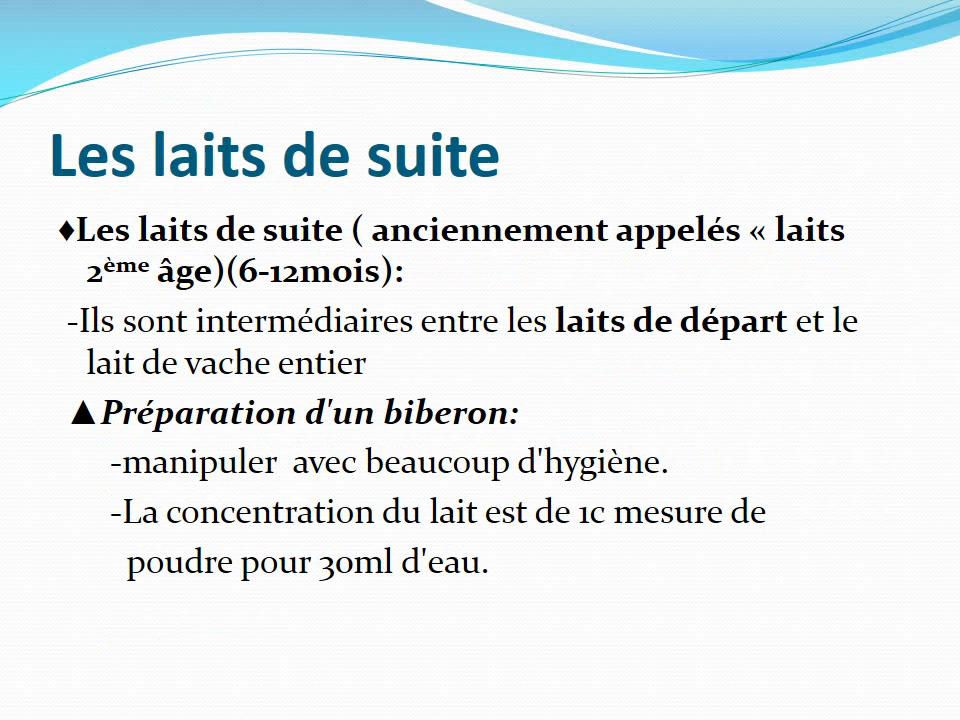 Les laits de suite
♦Les laits de suite ( anciennement appelés « laits
2ème âge)(6-12mois):
-Ils sont intermédiaires entre les laits de départ et le
lait de vache entier
▲Préparation d'un biberon:
-manipuler  avec beaucoup d'hygiène.
-La concentration du lait est de 1c mesure de
poudre pour 30ml d'eau.